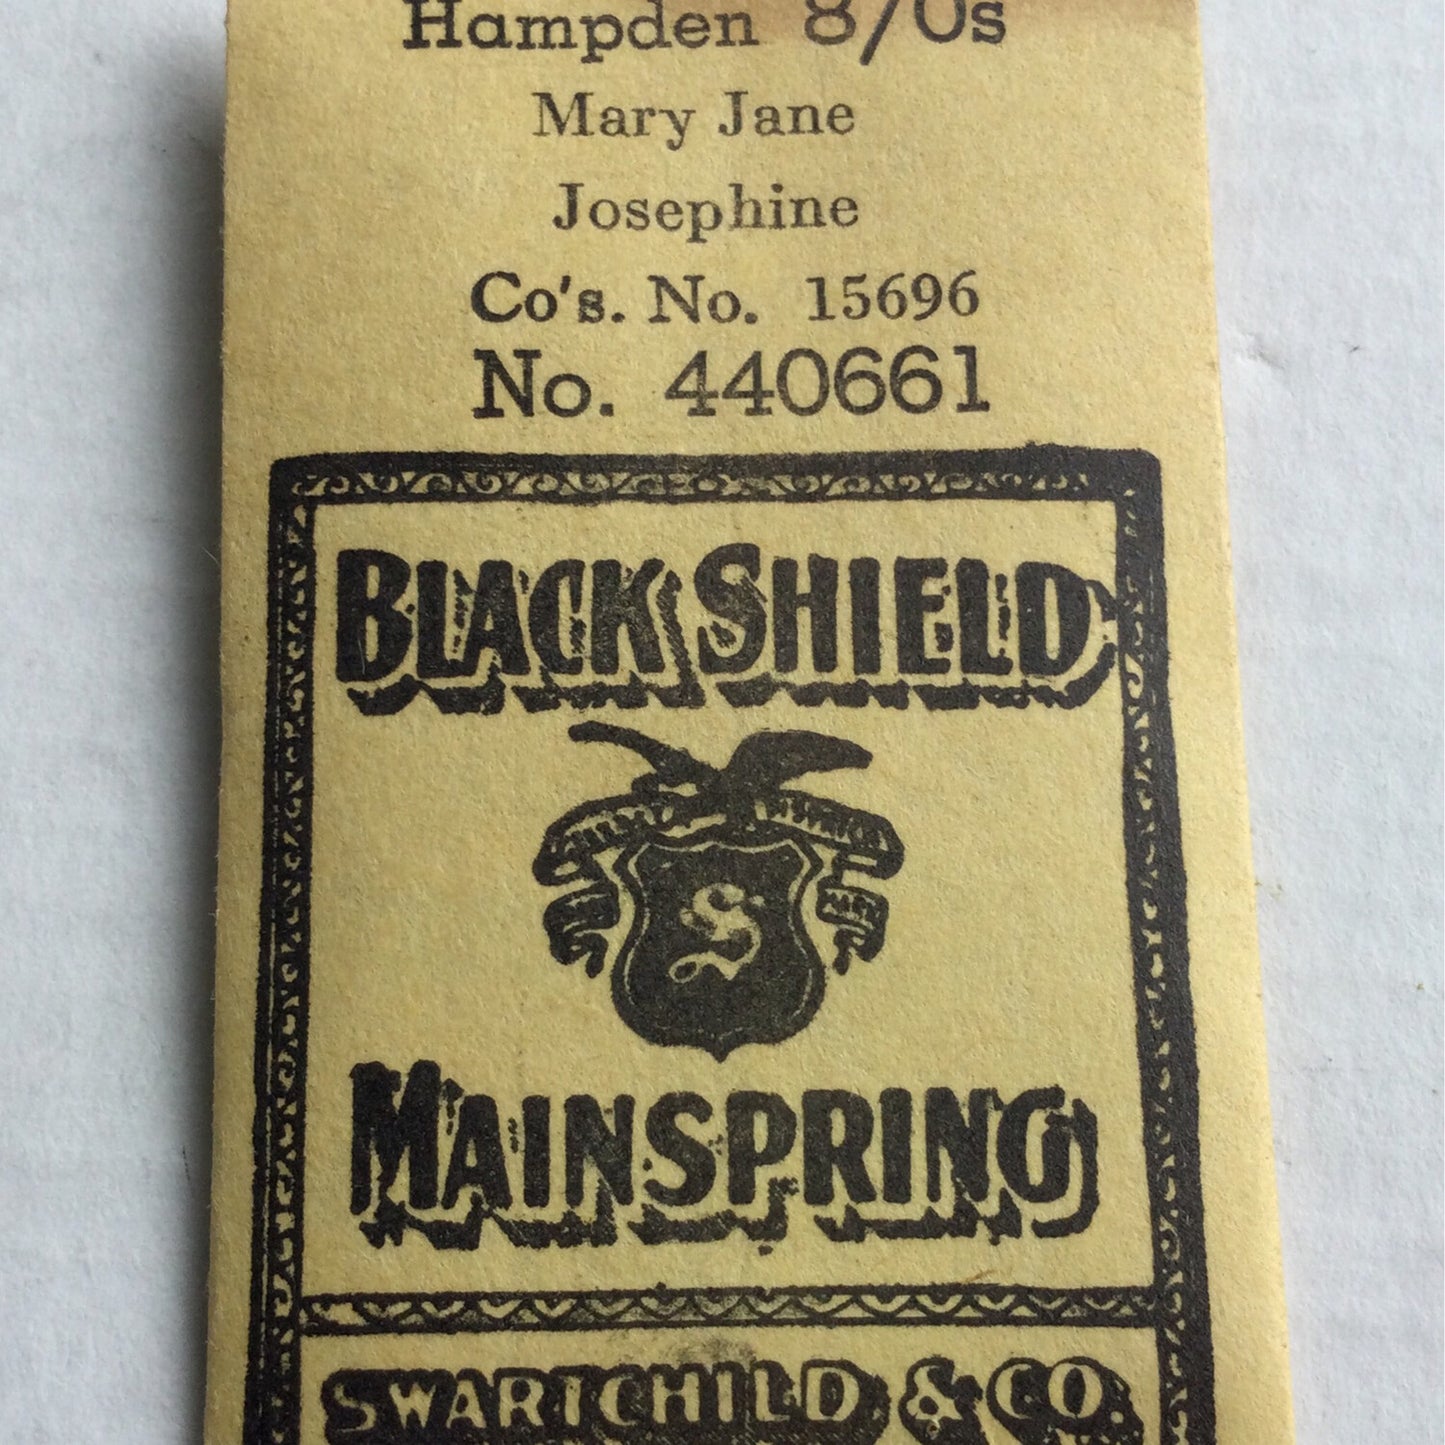 Hampden 8/0s
Mary Jane
Josephine
Co's. No. 15696
No. 440661
BLACK SHIELD
S
MAINSPRING
SWARTCHILD & CO.